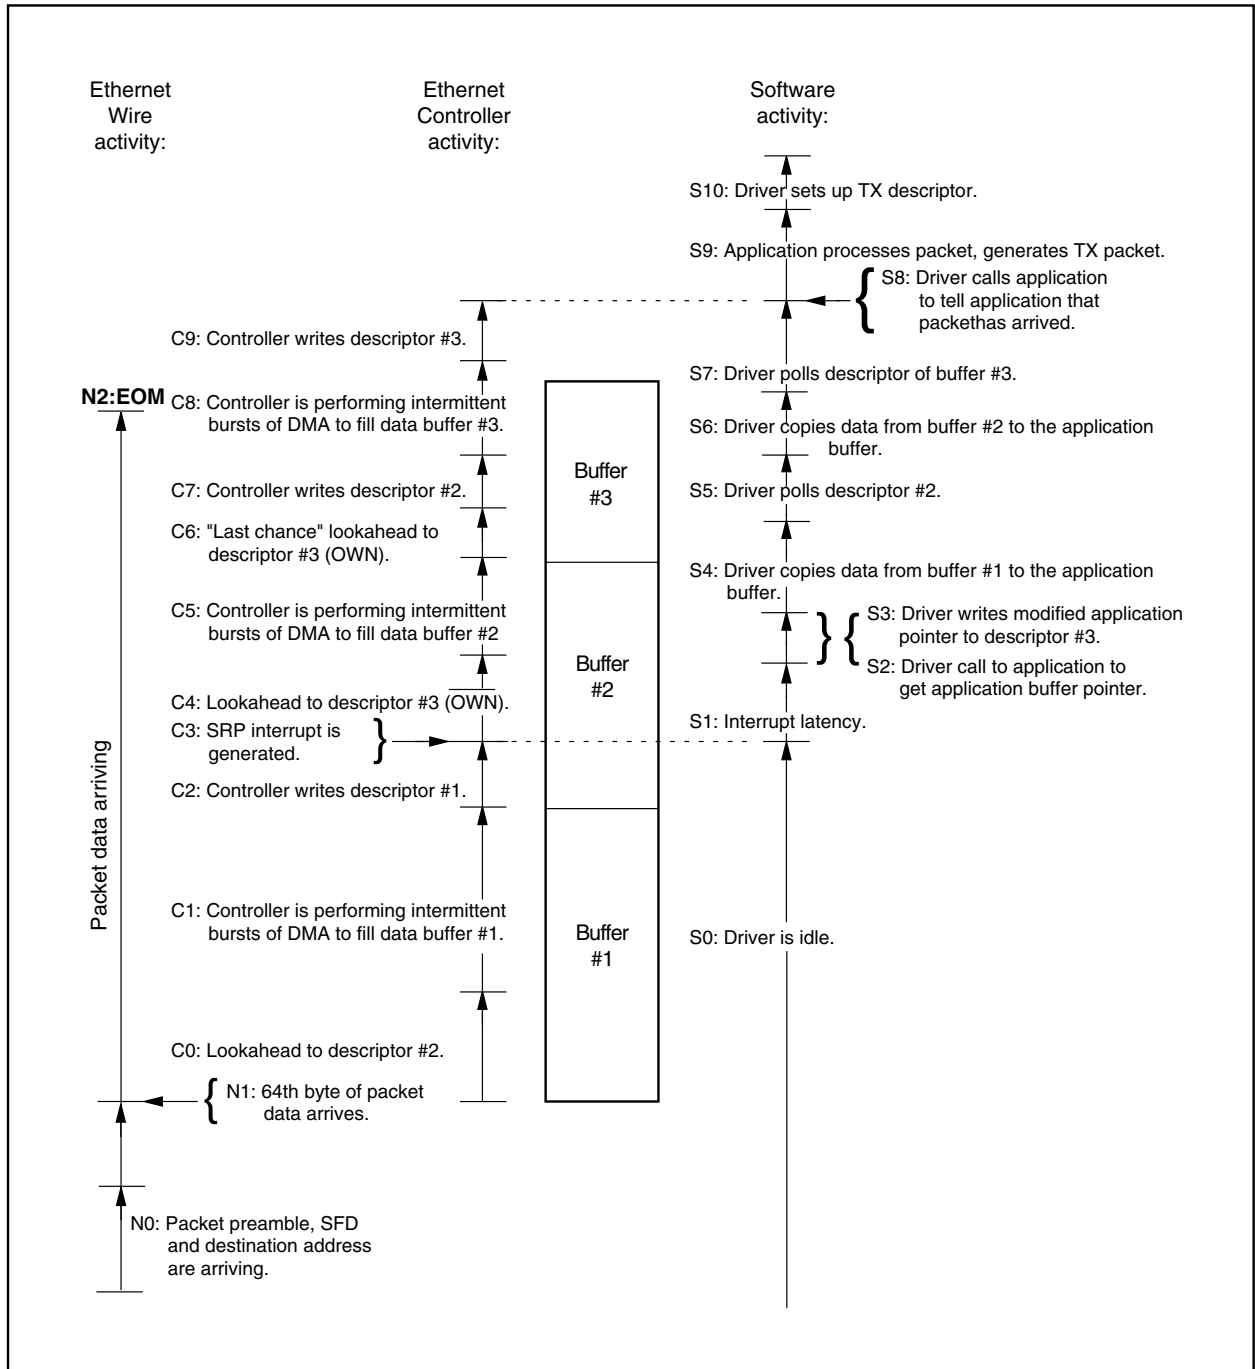 Ethernet
Wire
activity:
Ethernet
Controller
activity:
Software
activity:
S10: Driver sets up TX descriptor.
S9: Application processes packet, generates TX packet.
S8: Driver calls application
to tell application that
packethas arrived.
C9: Controller writes descriptor #3.
S7: Driver polls descriptor of buffer #3.
N2:EOM
C8: Controller is performing intermittent
bursts of DMA to fill data buffer #3.
S6: Driver copies data from buffer #2 to the application
buffer.
Buffer
#3
C7: Controller writes descriptor #2.
S5: Driver polls descriptor #2.
C6: "Last chance" lookahead to
descriptor #3 (OWN).
S4: Driver copies data from buffer #1 to the application
buffer.
C5: Controller is performing intermittent
bursts of DMA to fill data buffer #2
S3: Driver writes modified application
pointer to descriptor #3.
Buffer
#2
S2: Driver call to application to
get application buffer pointer.
C4: Lookahead to descriptor #3 (OWN).
S1: Interrupt latency.
C3: SRP interrupt is
generated.
C2: Controller writes descriptor #1.
Packet data arriving
C1: Controller is performing intermittent
bursts of DMA to fill data buffer #1.
Buffer
#1
S0: Driver is idle.
C0: Lookahead to descriptor #2.
N1: 64th byte of packet
data arrives.
N0: Packet preamble, SFD
and destination address
are arriving.